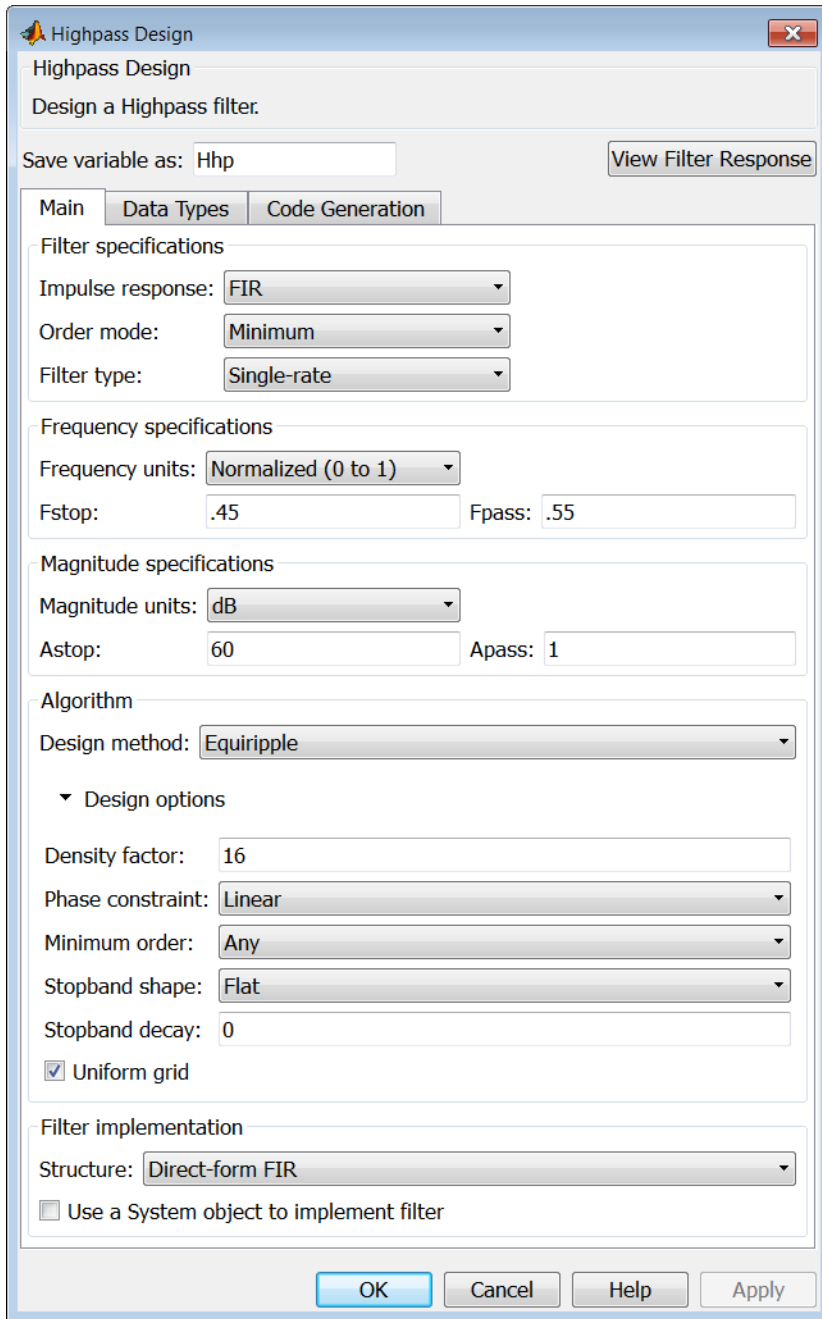 Highpass Design
Highpass Design
Design a Highpass filter.
Save variable as: Hhp View Filter Response
Main Data Types Code Generation
Filter specifications
Impulse response: FIR
Order mode: Minimum
Filter type: Single-rate
Frequency specifications
Frequency units: Normalized (0 to 1)
Fstop: .45 Fpass: .55
Magnitude specifications
Magnitude units: dB
Astop: 60 Apass: 1
Algorithm
Design method: Equiripple
Design options
Density factor: 16
Phase constraint: Linear
Minimum order: Any
Stopband shape: Flat
Stopband decay: 0
Uniform grid
Filter implementation
Structure: Direct-form FIR
Use a System object to implement filter
OK Cancel Help Apply